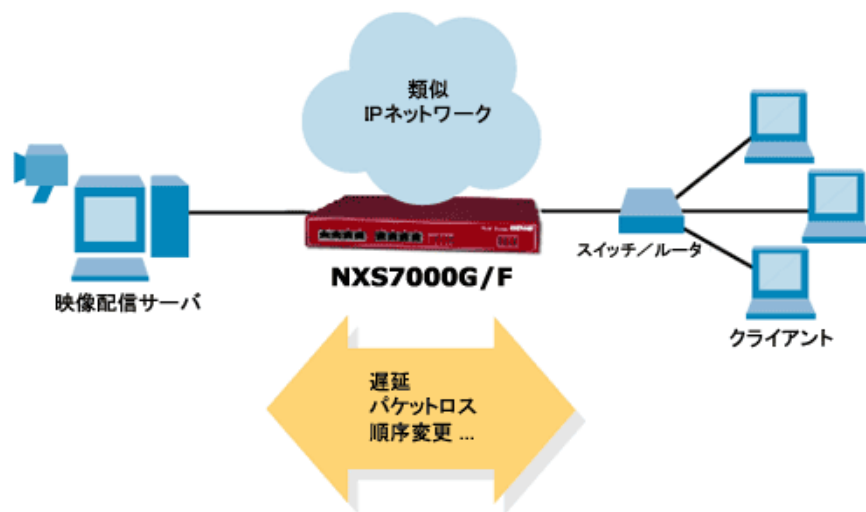 類似
IPネットワーク
NXS7000G/F
映像配信サーバ
スイッチ／ルータ
クライアント
遅延
パケットロス
順序変更 ...